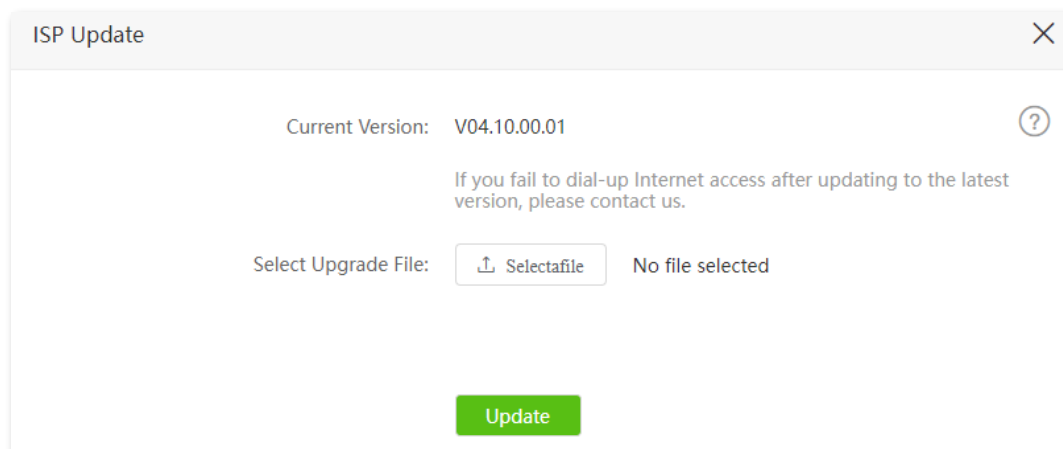 ISP Update
Current Version: V04.10.00.01
If you fail to dial-up Internet access after updating to the latest
version, please contact us.
Select Upgrade File: Selectafile No file selected
Update